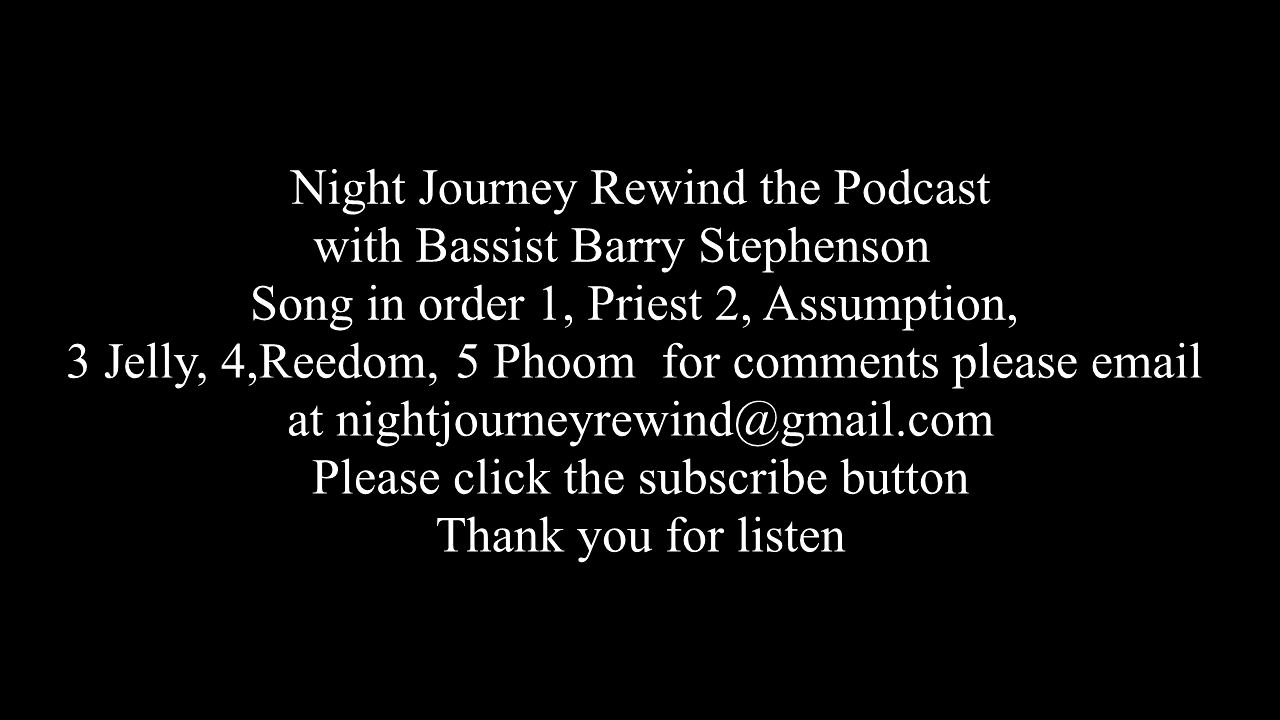 Night Journey Rewind the Podcast
with Bassist Barry Stephenson
Song in order 1, Priest 2, Assumption,
3 Jelly, 4,Reedom, 5 Phoom  for comments please email
at nightjourneyrewind@gmail.com
Please click the subscribe button
Thank you for listen